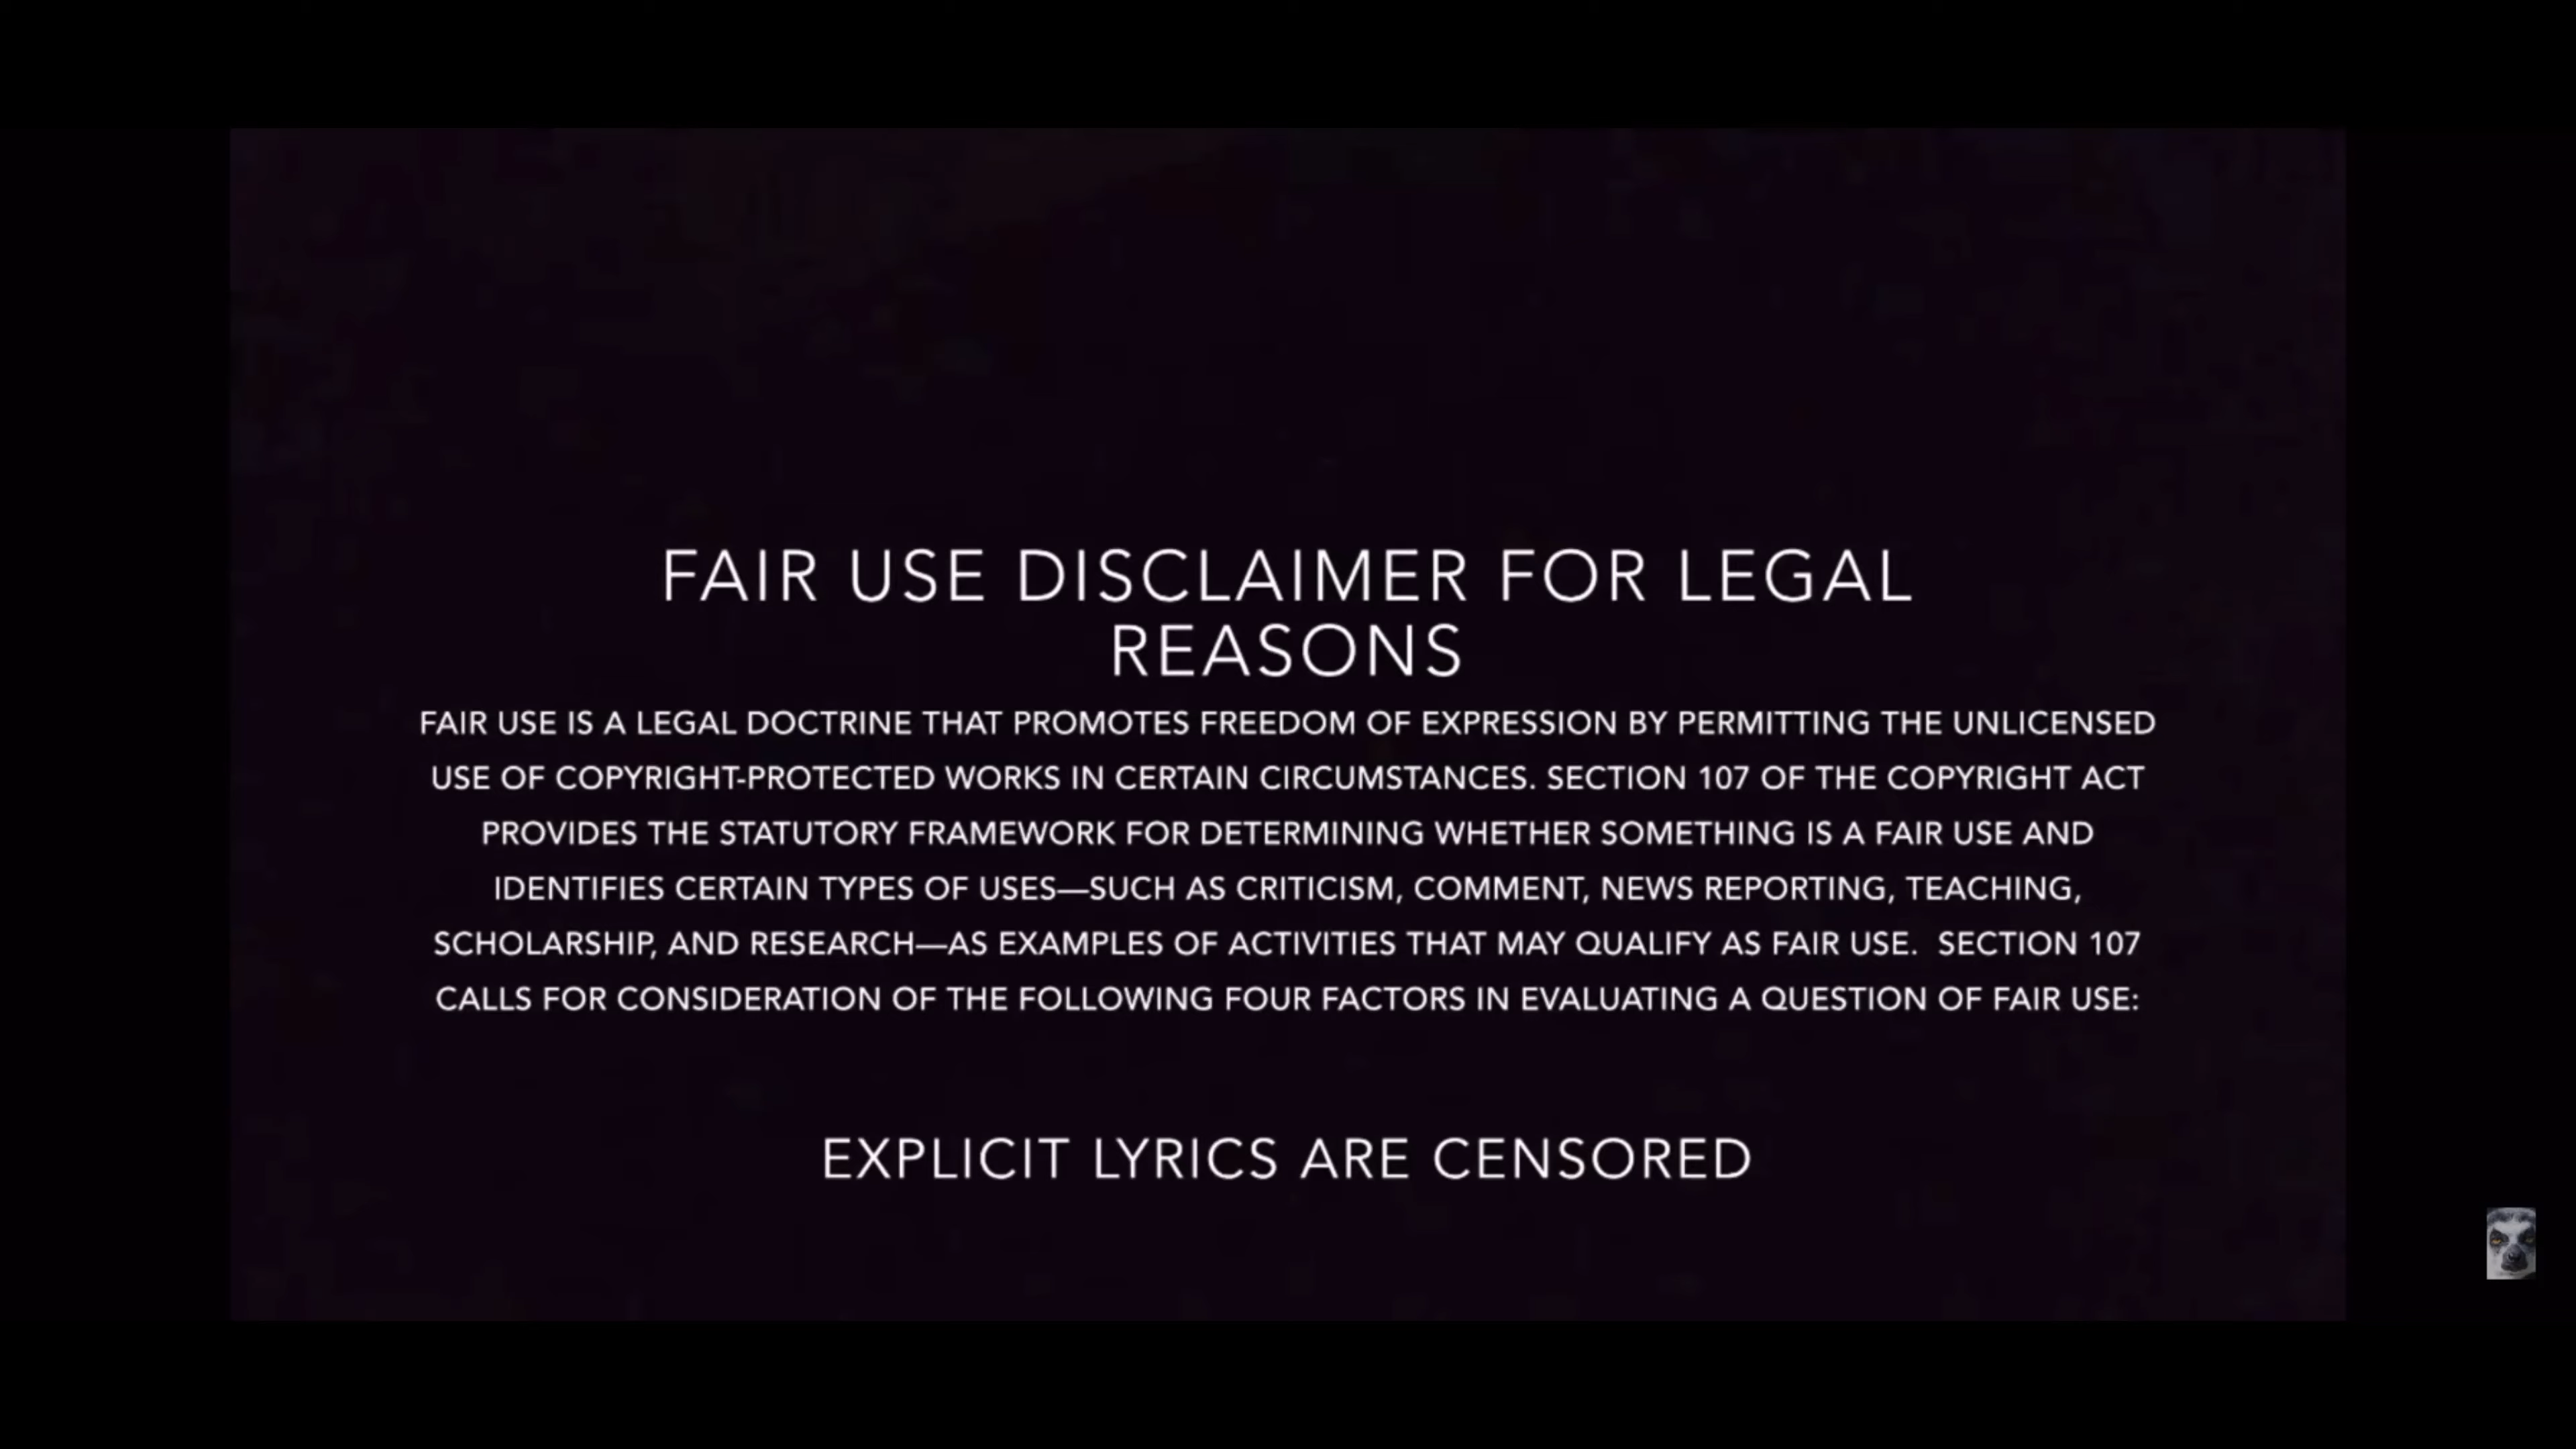 FAIR USE DISCLAIMER FOR LEGAL
REASONS
FAIR USE IS A LEGAL DOCTRINE THAT PROMOTES FREEDOM OF EXPRESSION BY PERMITTING THE UNLICENSED
USE OF COPYRIGHT-PROTECTED WORKS IN CERTAIN CIRCUMSTANCES. SECTION 107 OF THE COPYRIGHT ACT
PROVIDES THE STATUTORY FRAMEWORK FOR DETERMINING WHETHER SOMETHING IS A FAIR USE AND
IDENTIFIES CERTAIN TYPES OF USES—SUCH AS CRITICISM, COMMENT, NEWS REPORTING, TEACHING,
SCHOLARSHIP, AND RESEARCH—AS EXAMPLES OF ACTIVITIES THAT MAY QUALIFY AS FAIR USE.  SECTION 107
CALLS FOR CONSIDERATION OF THE FOLLOWING FOUR FACTORS IN EVALUATING A QUESTION OF FAIR USE:
EXPLICIT LYRICS ARE CENSORED